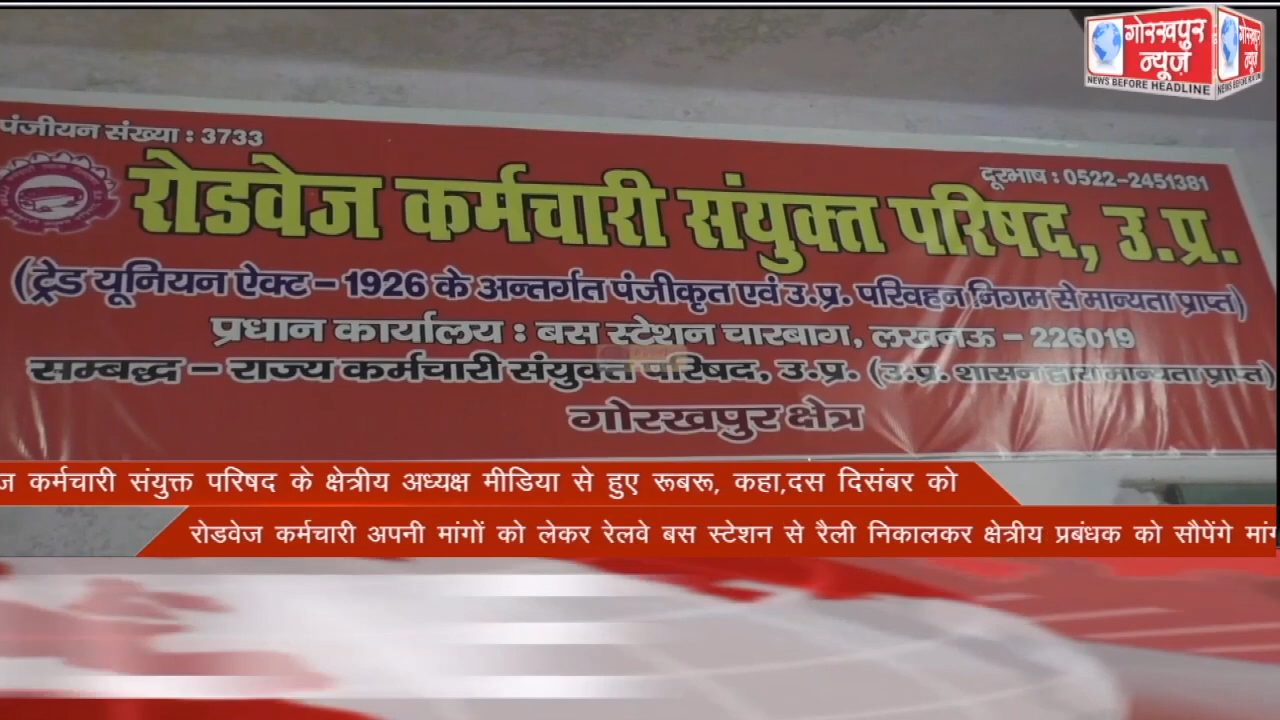 गोरखपुर
न्यूज़
NEWS BEFORE HEADLINE
पंजीयन संख्या : 3733
दूरभाष : 0522-2451381
रोडवेज कर्मचारी संयुक्त परिषद, उ.प्र.
(ट्रेड यूनियन ऐक्ट – 1926 के अन्तर्गत पंजीकृत एवं उ.प्र. परिवहन निगम से मान्यता प्राप्त)
प्रधान कार्यालय : बस स्टेशन चारबाग, लखनऊ – 226019
सम्बद्ध – राज्य कर्मचारी संयुक्त परिषद, उ.प्र. (उ.प्र. शासन द्वारा मान्यता प्राप्त)
गोरखपुर क्षेत्र
ज कर्मचारी संयुक्त परिषद के क्षेत्रीय अध्यक्ष मीडिया से हुए रूबरू, कहा,दस दिसंबर को
रोडवेज कर्मचारी अपनी मांगों को लेकर रेलवे बस स्टेशन से रैली निकालकर क्षेत्रीय प्रबंधक को सौपेंगे